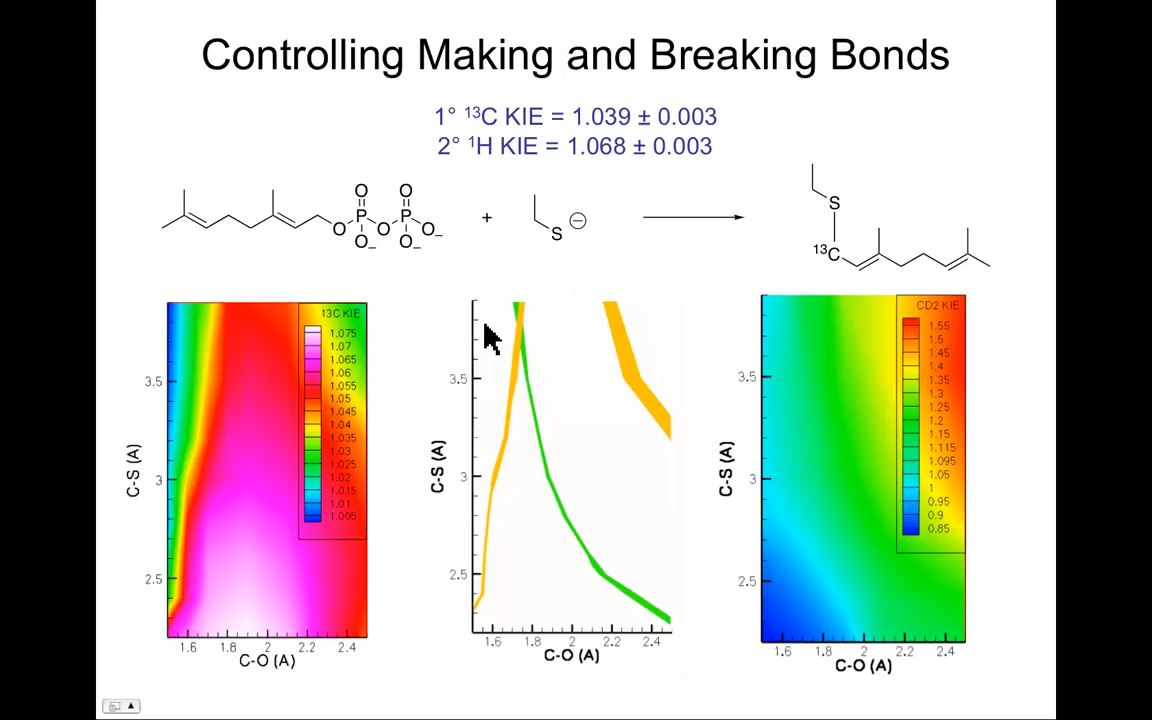 Controlling Making and Breaking Bonds
1° ¹³C KIE = 1.039 ± 0.003
2° ¹H KIE = 1.068 ± 0.003
O O
P P
O O O
O_ O_ _
+
S ⊖
S
¹³C
13C KIE
1.075
1.07
1.065
1.06
1.055
1.05
1.045
1.04
1.035
1.03
1.025
1.02
1.015
1.01
1.005
3.5
3
2.5
C-S (A)
1.6 1.8 2 2.2 2.4
C-O (A)
3.5
3
2.5
C-S (A)
1.6 1.8 2 2.2 2.4
C-O (A)
CD2 KIE
1.55
1.5
1.45
1.4
1.35
1.3
1.25
1.2
1.15
1.115
1.095
1.05
1
0.95
0.9
0.85
3.5
3
2.5
C-S (A)
1.6 1.8 2 2.2 2.4
C-O (A)